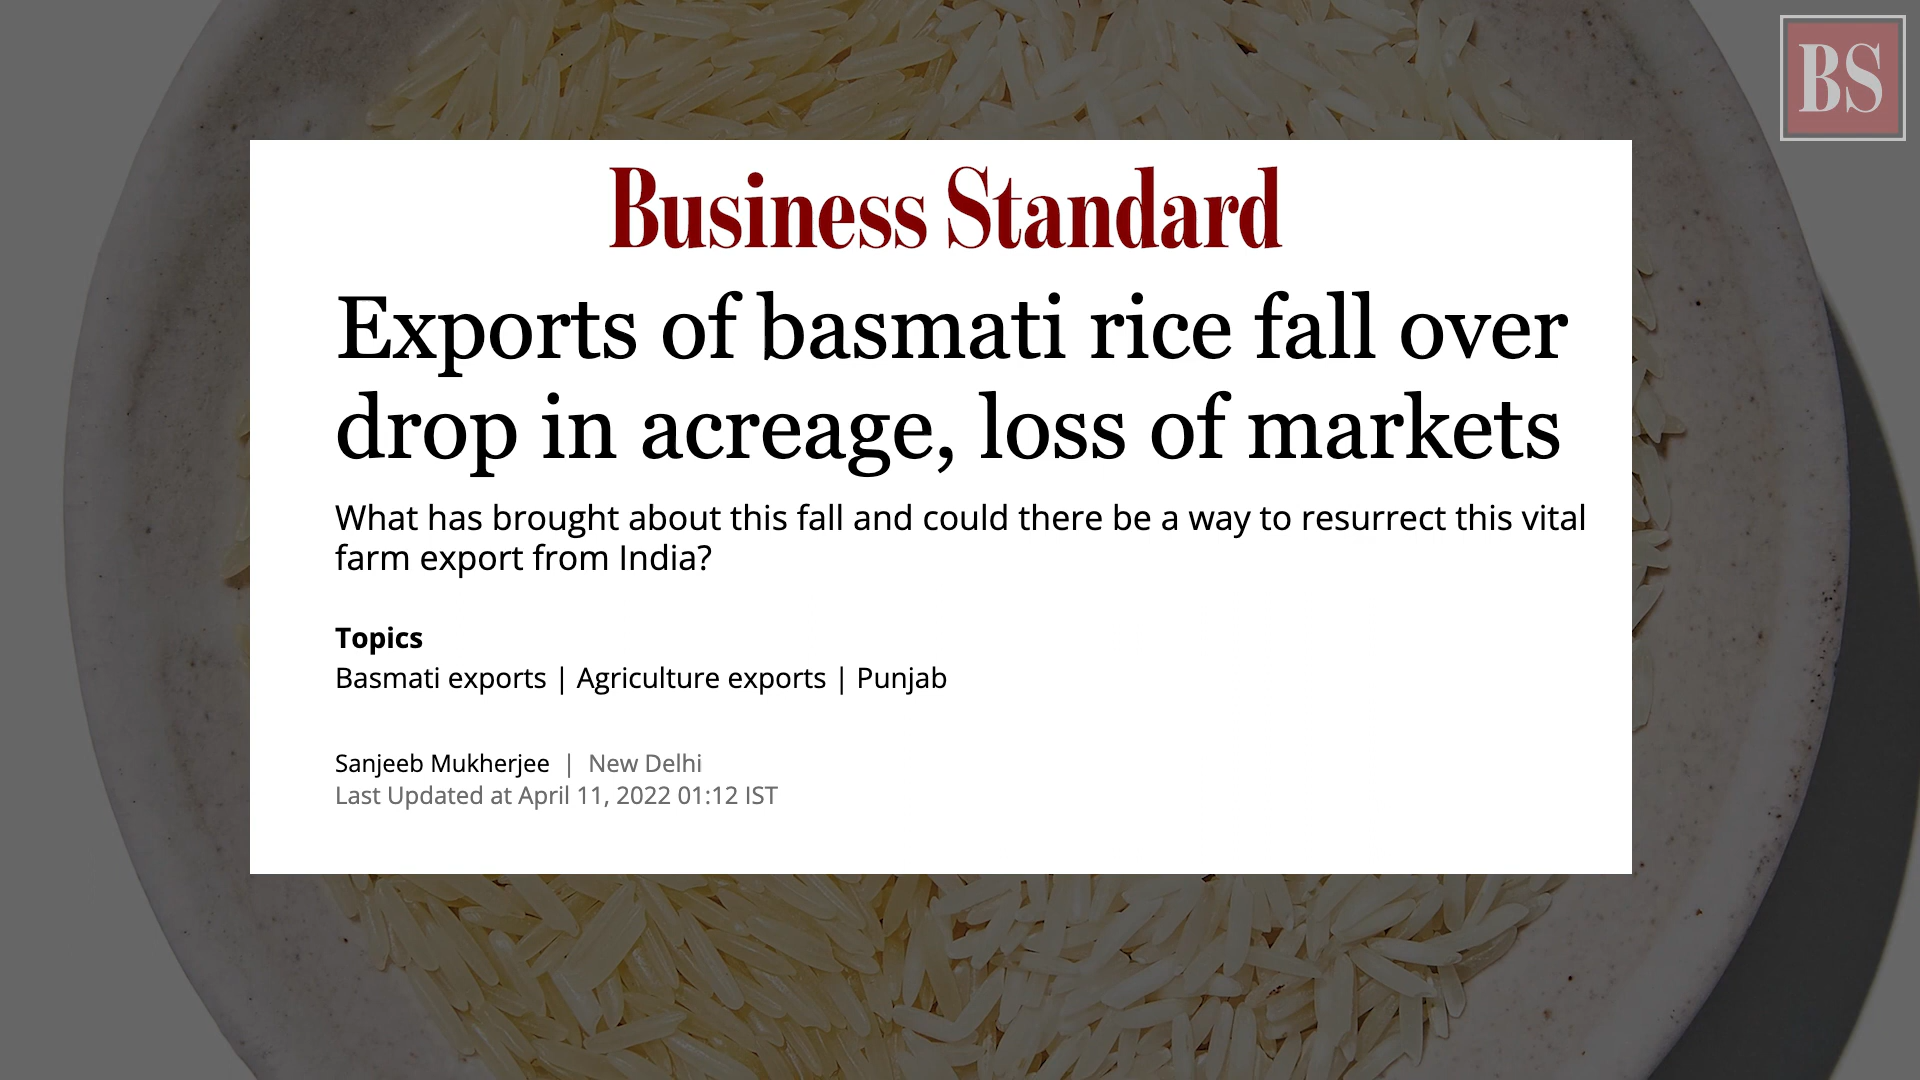 BS
Business Standard
Exports of basmati rice fall over
drop in acreage, loss of markets
What has brought about this fall and could there be a way to resurrect this vital
farm export from India?
Topics
Basmati exports | Agriculture exports | Punjab
Sanjeeb Mukherjee | New Delhi
Last Updated at April 11, 2022 01:12 IST